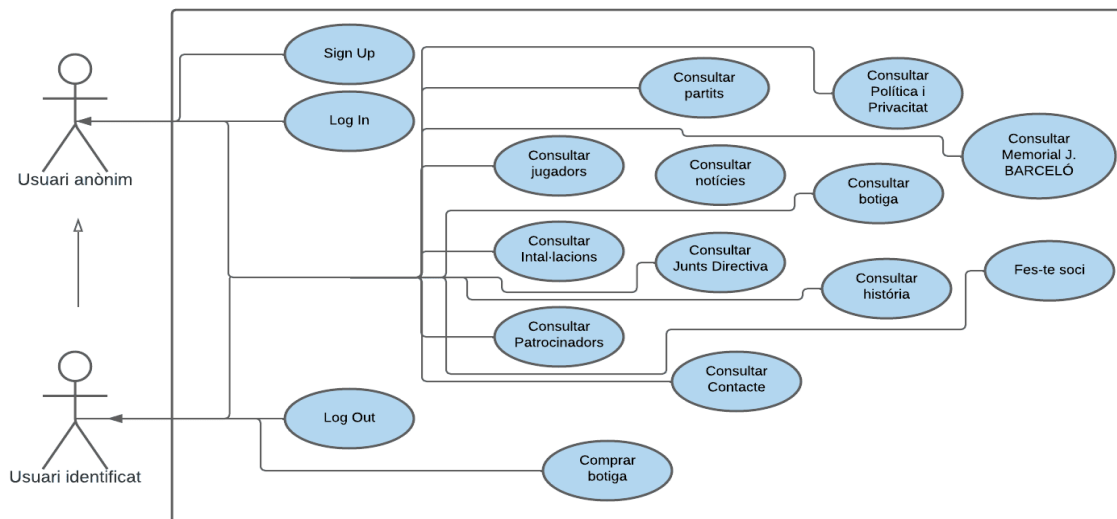 Sign Up
Log In
Usuari anònim
Consultar
partits
Consultar
Política i
Privacitat
Consultar
Memorial J.
BARCELÓ
Consultar
jugadors
Consultar
notícies
Consultar
botiga
Consultar
Intal·lacions
Consultar
Junts Directiva
Consultar
história
Fes-te soci
Consultar
Patrocinadors
Consultar
Contacte
Log Out
Usuari identificat
Comprar
botiga